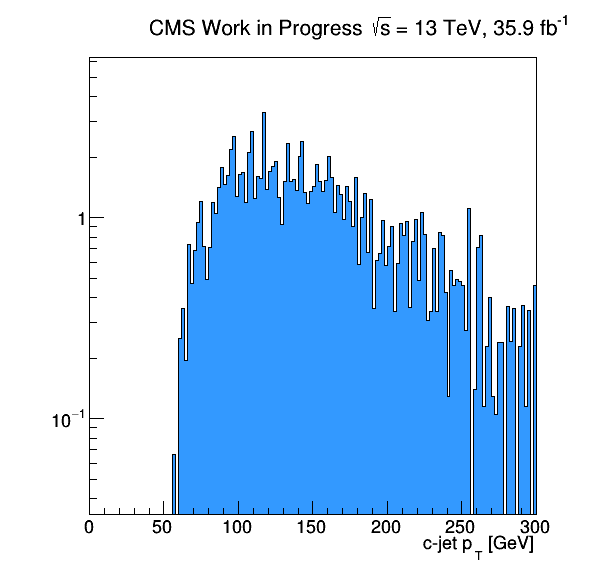 CMS Work in Progress √s = 13 TeV, 35.9 fb⁻¹
1
10⁻¹
0 50 100 150 200 250 300
c-jet p_T [GeV]